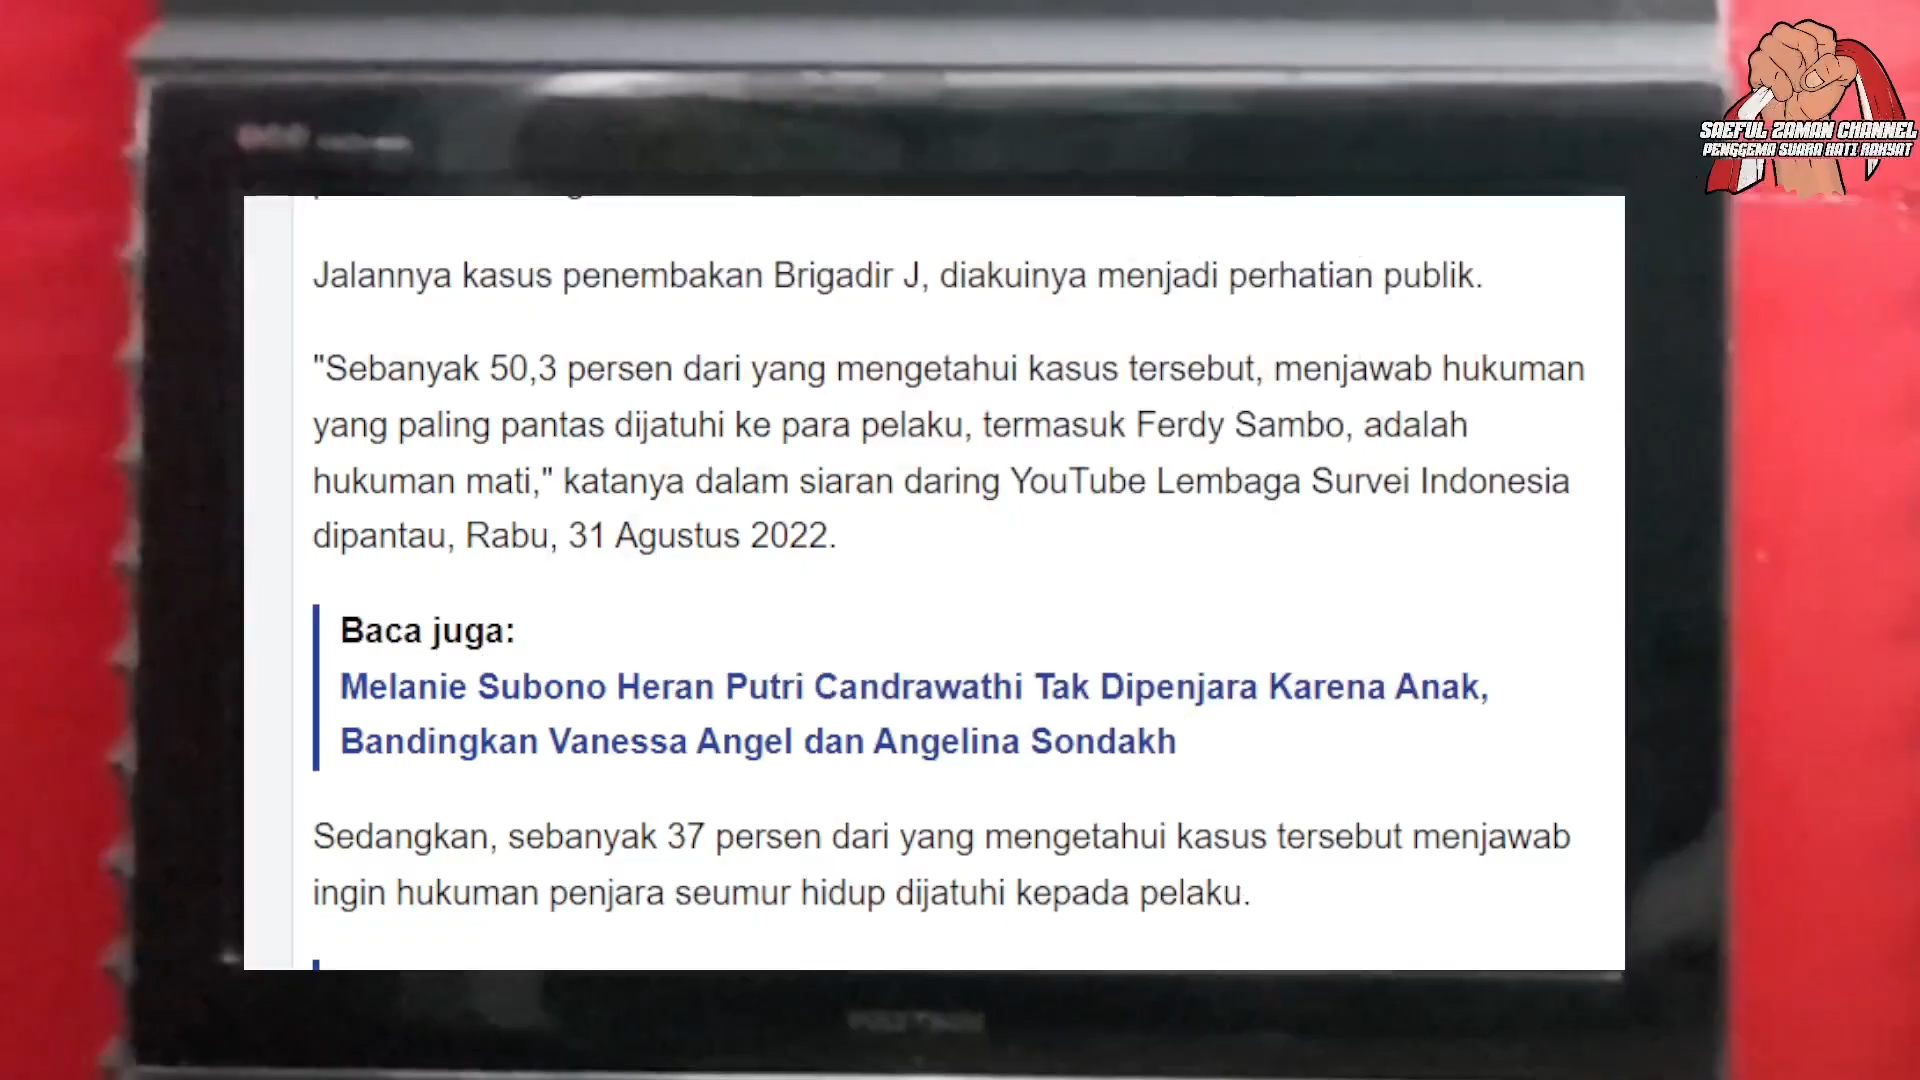 SAEFUL ZAMAN CHANNEL
PENGGEMA SUARA HATI RAKYAT
Jalannya kasus penembakan Brigadir J, diakuinya menjadi perhatian publik.
"Sebanyak 50,3 persen dari yang mengetahui kasus tersebut, menjawab hukuman
yang paling pantas dijatuhi ke para pelaku, termasuk Ferdy Sambo, adalah
hukuman mati," katanya dalam siaran daring YouTube Lembaga Survei Indonesia
dipantau, Rabu, 31 Agustus 2022.
Baca juga:
Melanie Subono Heran Putri Candrawathi Tak Dipenjara Karena Anak,
Bandingkan Vanessa Angel dan Angelina Sondakh
Sedangkan, sebanyak 37 persen dari yang mengetahui kasus tersebut menjawab
ingin hukuman penjara seumur hidup dijatuhi kepada pelaku.